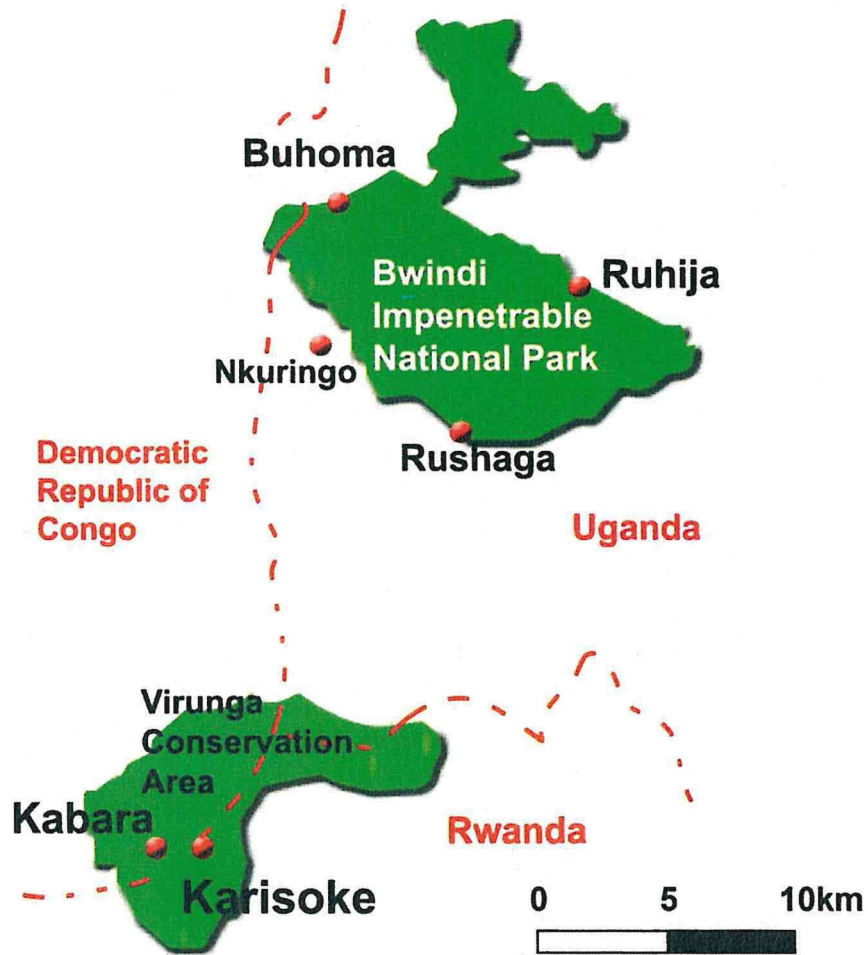 Buhoma
Bwindi
Impenetrable
National Park
Ruhija
Nkuringo
Rushaga
Democratic
Republic of
Congo
Uganda
Virunga
Conservation
Area
Kabara
Rwanda
Karisoke
0 5 10km